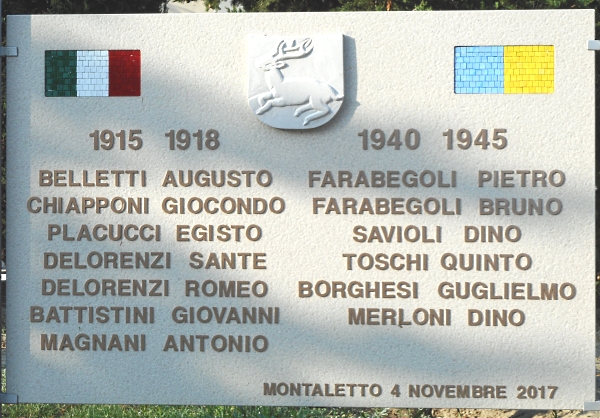 1915 1918
BELLETTI AUGUSTO
CHIAPPONI GIOCONDO
PLACUCCI EGISTO
DELORENZI SANTE
DELORENZI ROMEO
BATTISTINI GIOVANNI
MAGNANI ANTONIO
1940 1945
FARABEGOLI PIETRO
FARABEGOLI BRUNO
SAVIOLI DINO
TOSCHI QUINTO
BORGHESI GUGLIELMO
MERLONI DINO
MONTALETTO 4 NOVEMBRE 2017